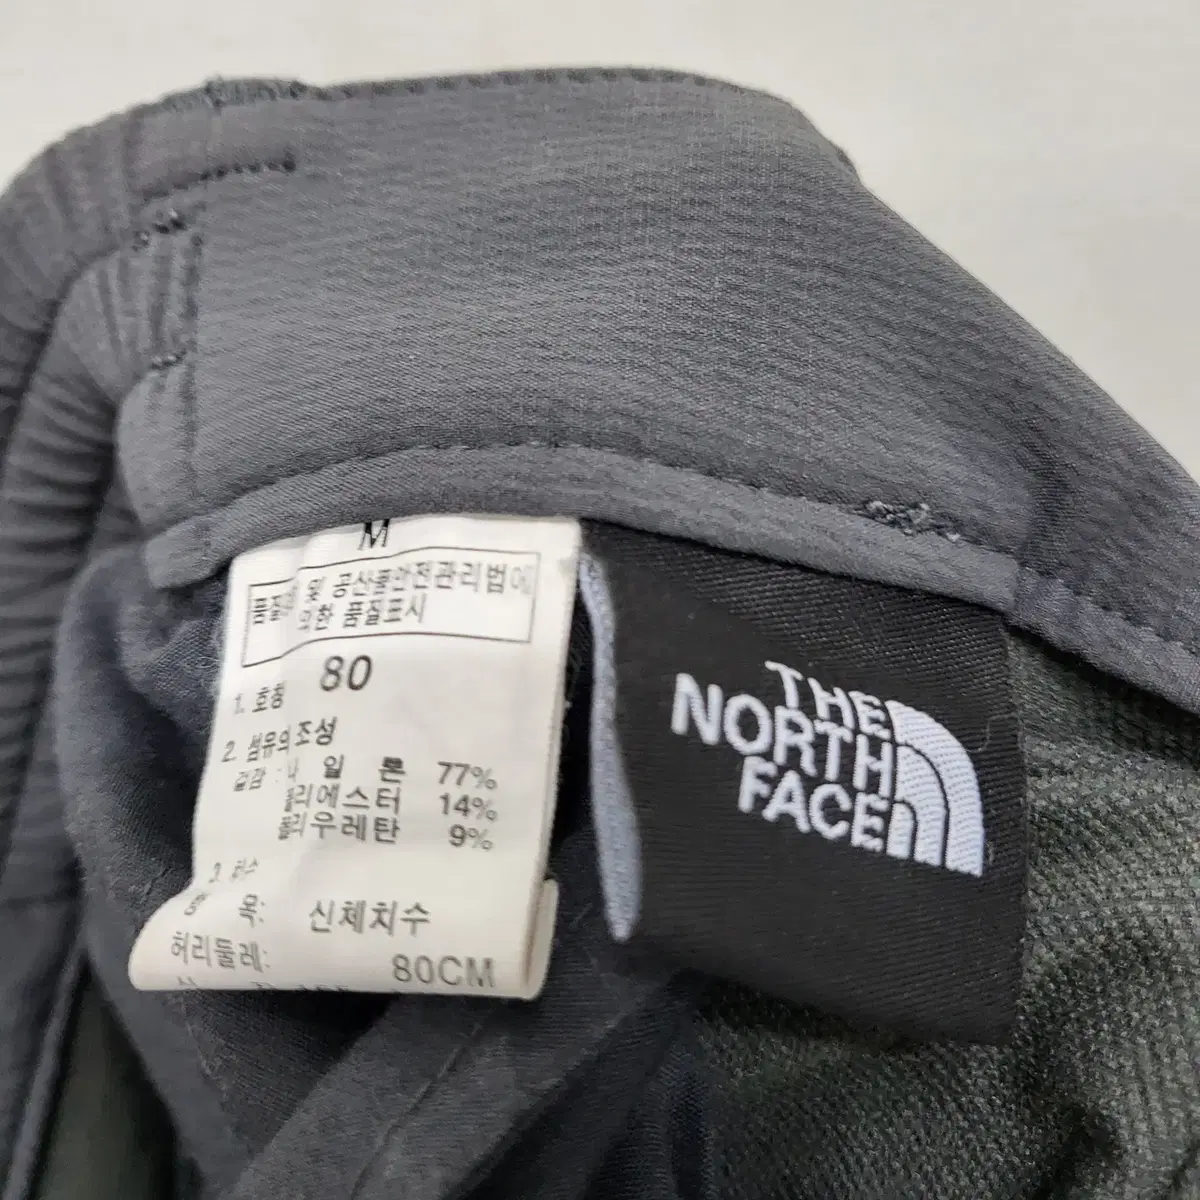 M
품질경영 및 공산품안전관리법에
의한 품질표시
1. 호칭 80
2. 섬유의조성
겉감 : 나 일 론 77%
폴리에스터 14%
폴리우레탄 9%
3. 치수
항 목: 신체치수
허리둘레: 80CM
THE
NORTH
FACE